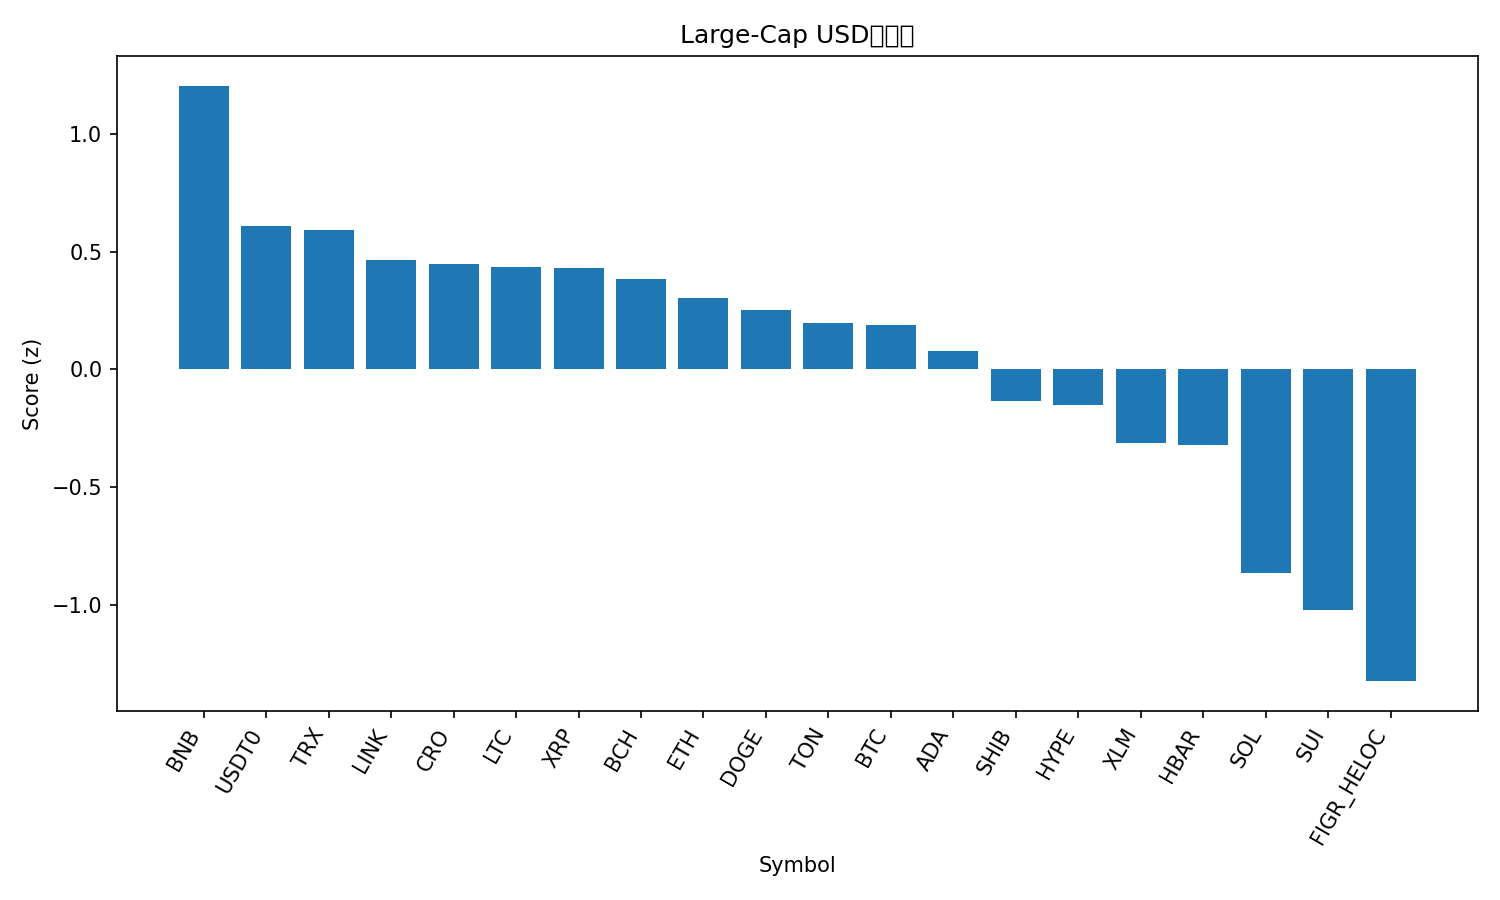 Large-Cap USD
Score (z)
1.0
0.5
0.0
−0.5
−1.0
BNB
USDT0
TRX
LINK
CRO
LTC
XRP
BCH
ETH
DOGE
TON
BTC
ADA
SHIB
HYPE
XLM
HBAR
SOL
SUI
FIGR_HELOC
Symbol